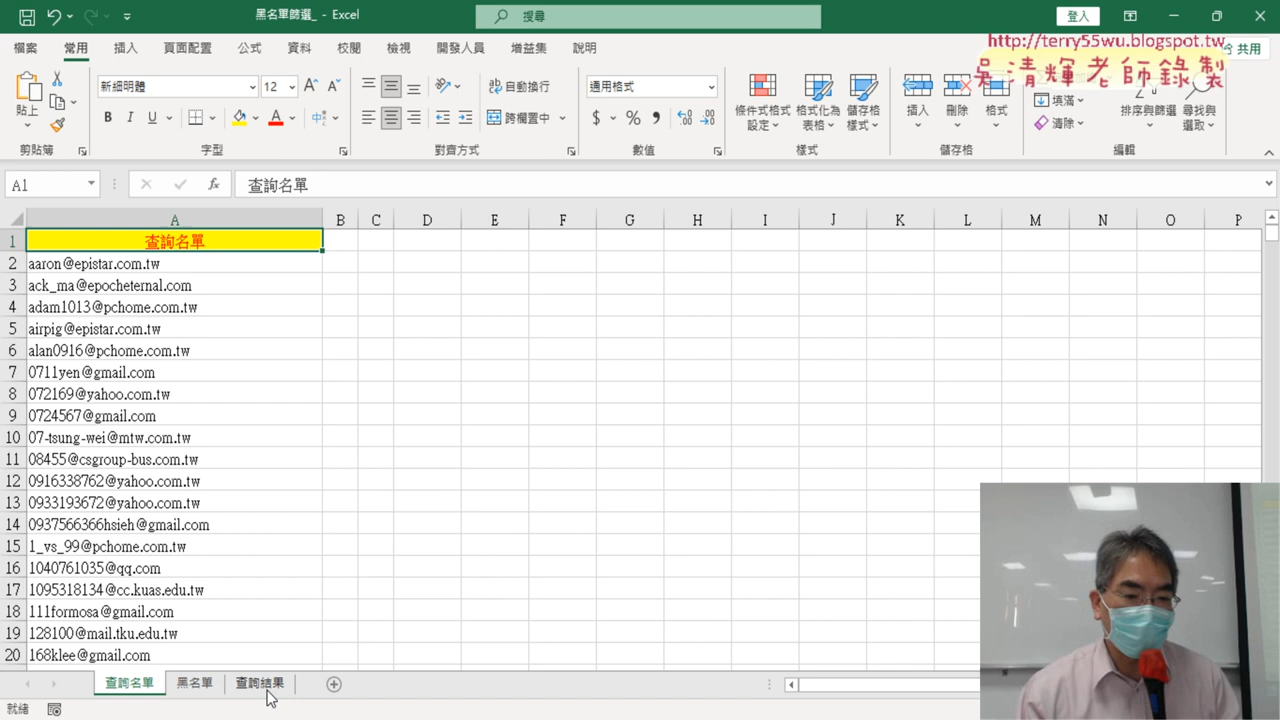 黑名單篩選_ - Excel
搜尋
登入
檔案 常用 插入 頁面配置 公式 資料 校閱 檢視 開發人員 增益集 說明
共用
http://terry55wu.blogspot.tw
吳清輝老師錄製
貼上
新細明體 12
B I U
自動換行
跨欄置中
通用格式
$ % 9
條件式格式設定
格式化為表格
儲存格樣式
插入 刪除 格式
填滿
清除
排序與篩選
尋找與選取
剪貼簿 字型 對齊方式 數值 樣式 儲存格 編輯
A1 fx 查詢名單
A B C D E F G H I J K L M N O P
1 查詢名單
2 aaron@epistar.com.tw
3 ack_ma@epocheternal.com
4 adam1013@pchome.com.tw
5 airpig@epistar.com.tw
6 alan0916@pchome.com.tw
7 0711yen@gmail.com
8 072169@yahoo.com.tw
9 0724567@gmail.com
10 07-tsung-wei@mtw.com.tw
11 08455@csgroup-bus.com.tw
12 0916338762@yahoo.com.tw
13 0933193672@yahoo.com.tw
14 0937566366hsieh@gmail.com
15 1_vs_99@pchome.com.tw
16 1040761035@qq.com
17 1095318134@cc.kuas.edu.tw
18 111formosa@gmail.com
19 128100@mail.tku.edu.tw
20 168klee@gmail.com
查詢名單 黑名單 查詢結果
就緒